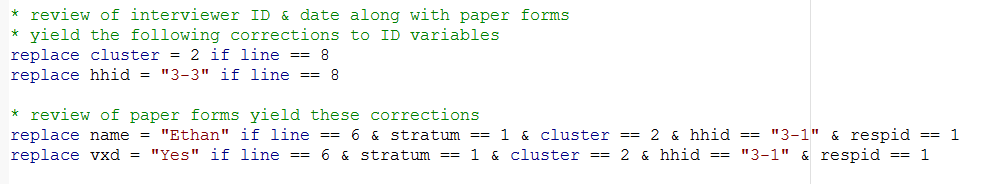 * review of interviewer ID & date along with paper forms
* yield the following corrections to ID variables
replace cluster = 2 if line == 8
replace hhid = "3-3" if line == 8
* review of paper forms yield these corrections
replace name = "Ethan" if line == 6 & stratum == 1 & cluster == 2 & hhid == "3-1" & respid == 1
replace vxd = "Yes" if line == 6 & stratum == 1 & cluster == 2 & hhid == "3-1" & respid == 1